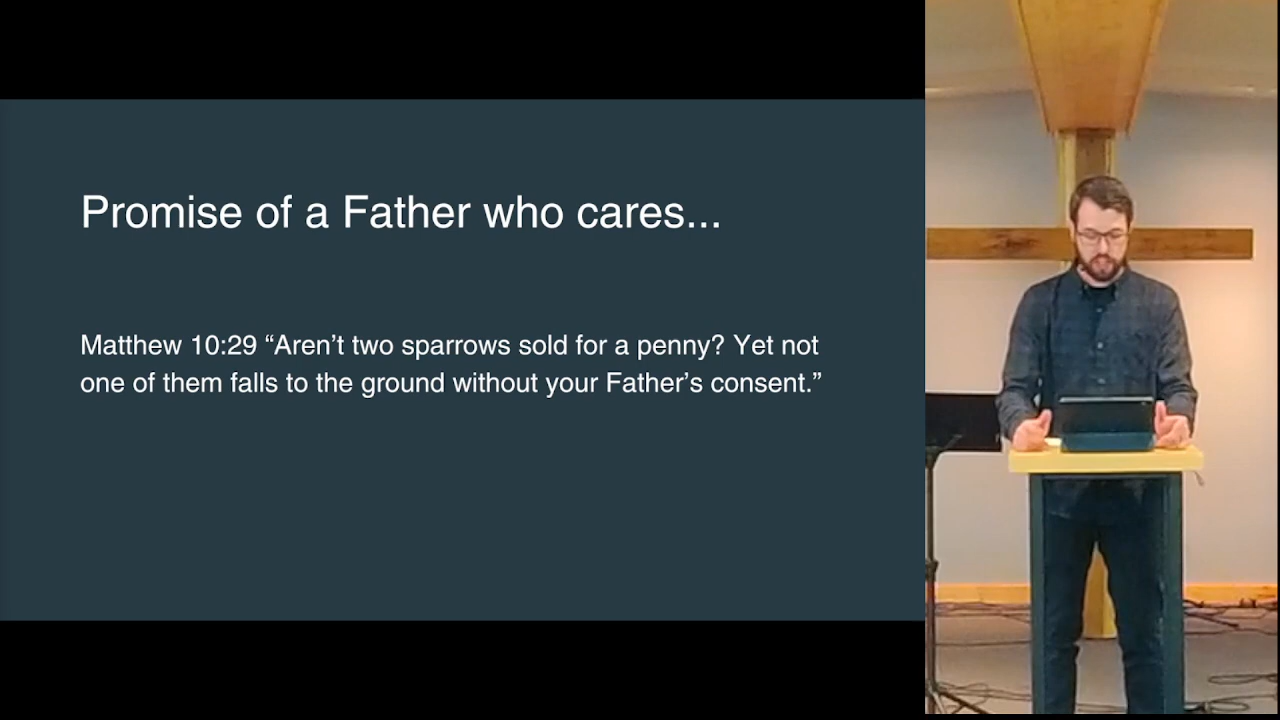 Promise of a Father who cares...
Matthew 10:29 “Aren’t two sparrows sold for a penny? Yet not
one of them falls to the ground without your Father’s consent.”